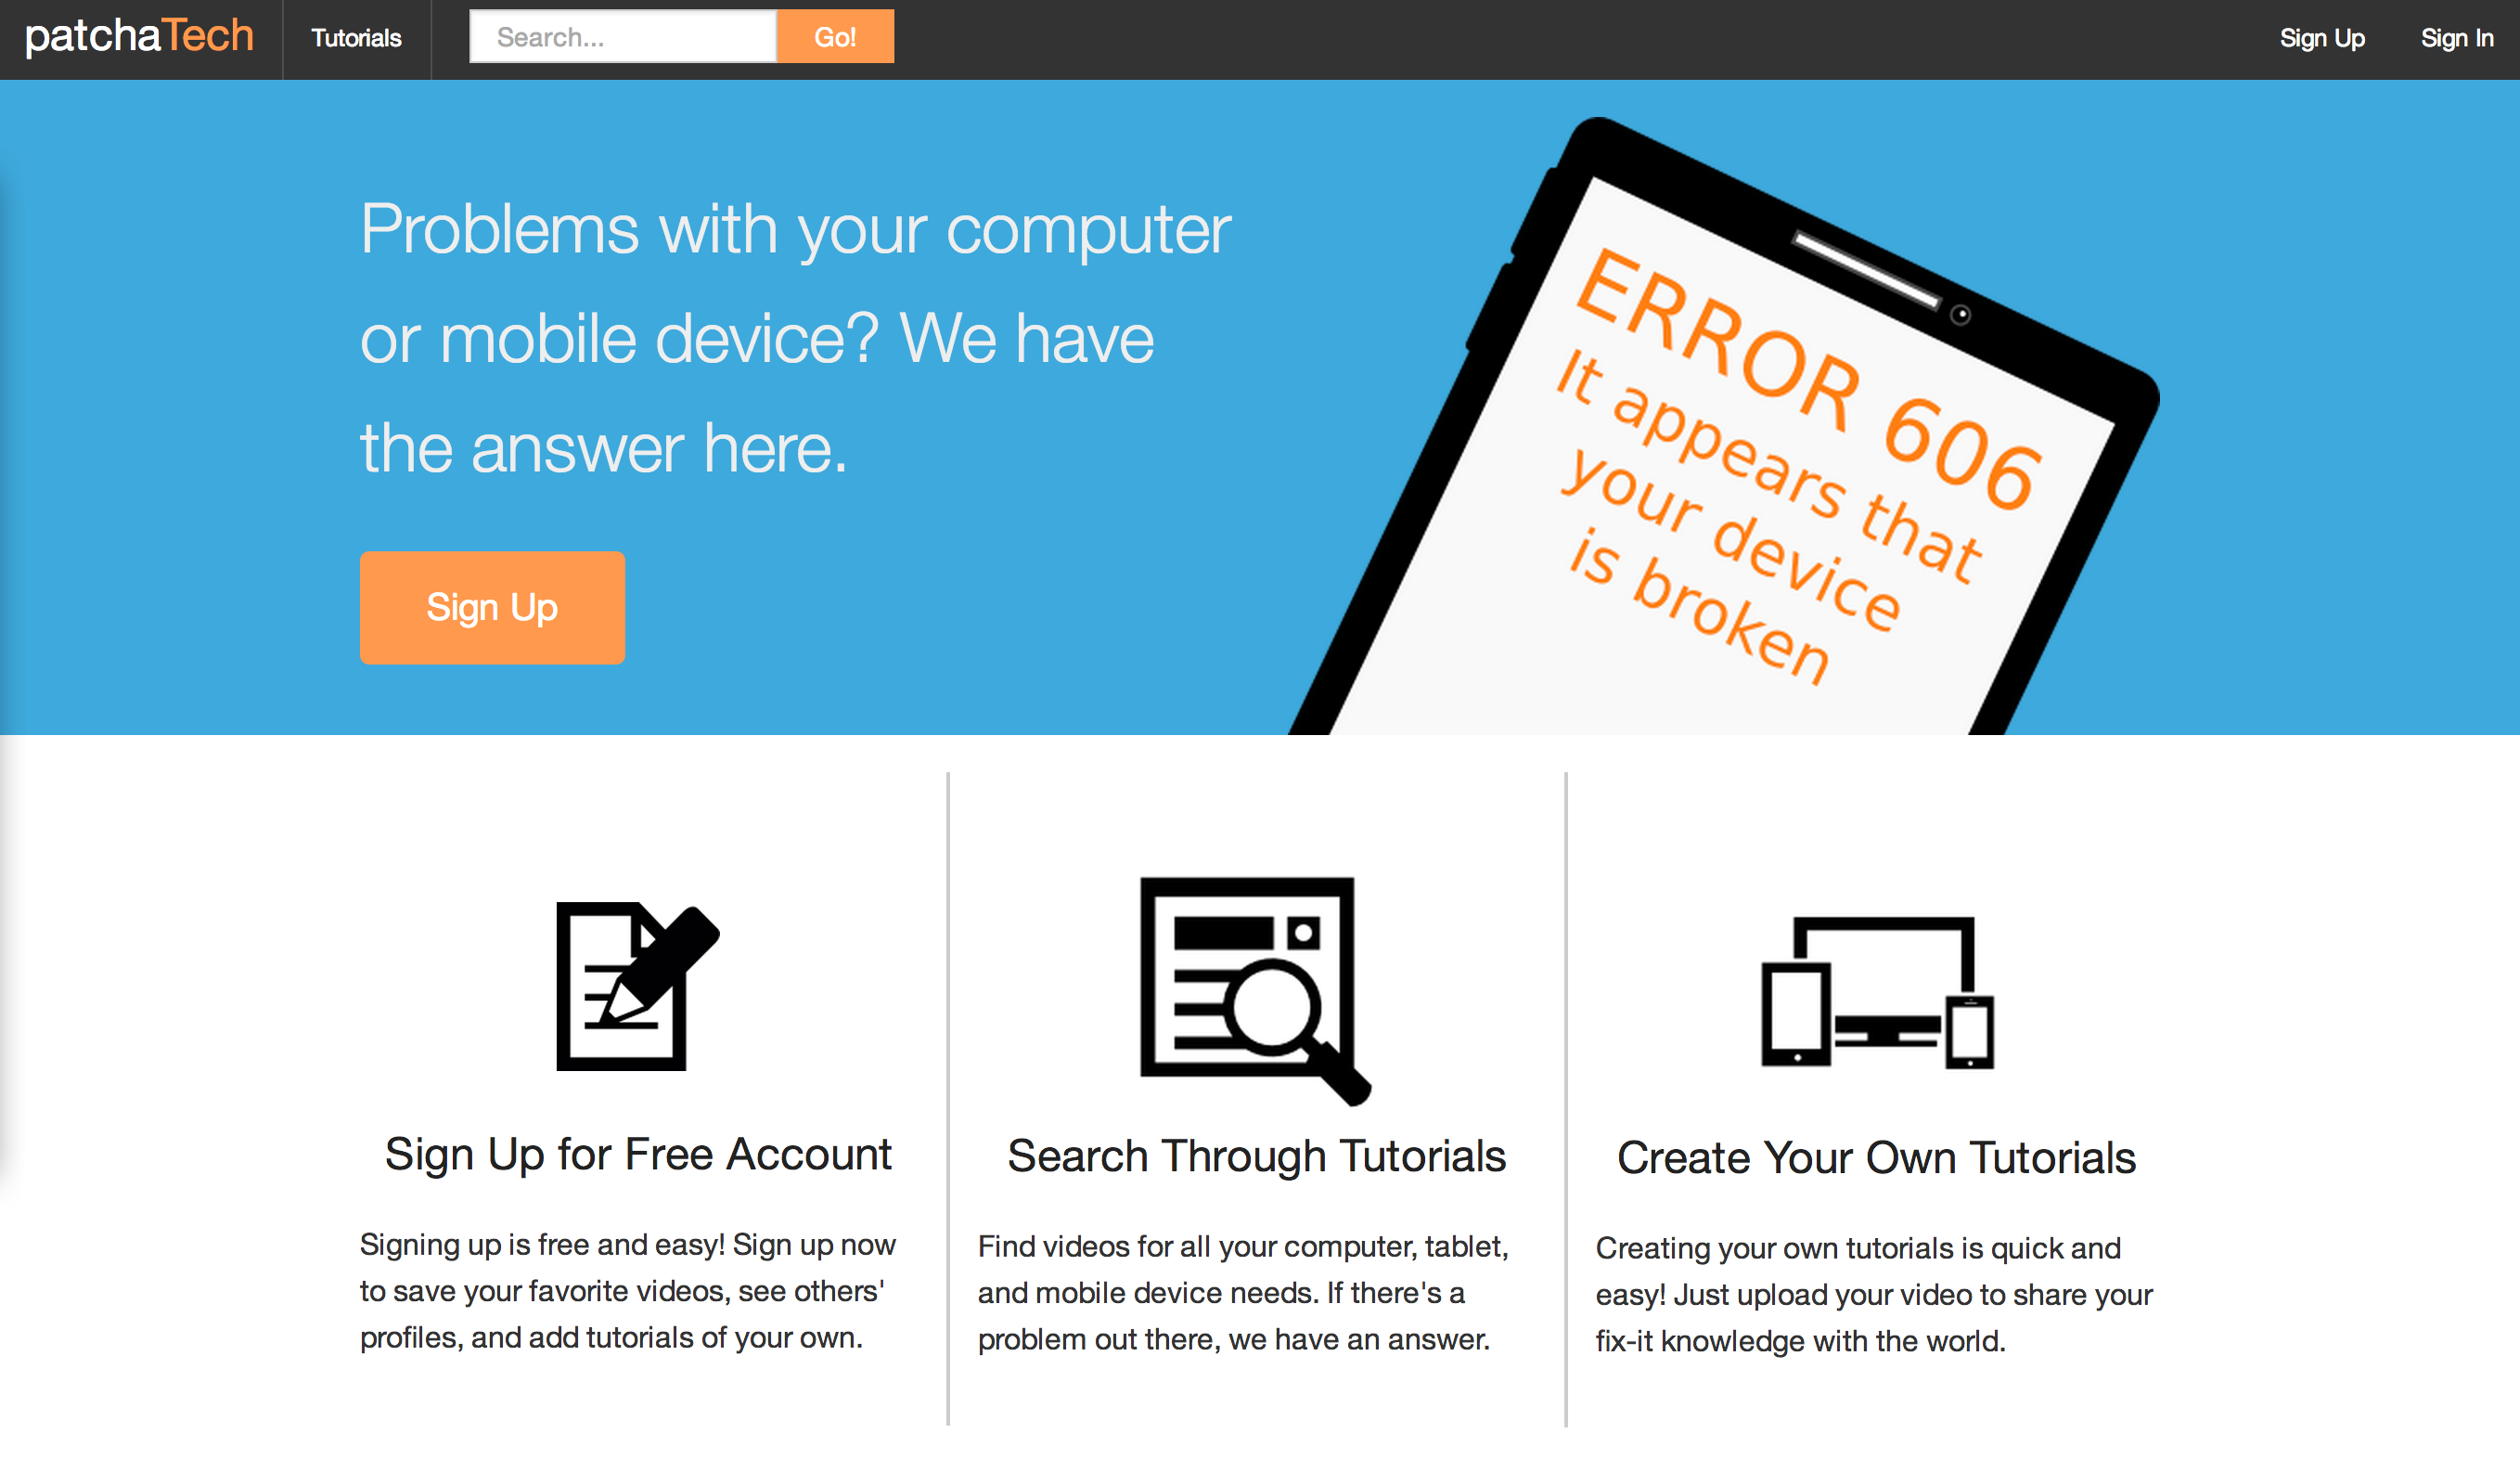 patchaTech
Tutorials
Search...
Go!
Sign Up
Sign In
Problems with your computer
or mobile device? We have
the answer here.
Sign Up
ERROR 606
It appears that
your device
is broken
Sign Up for Free Account
Signing up is free and easy! Sign up now
to save your favorite videos, see others'
profiles, and add tutorials of your own.
Search Through Tutorials
Find videos for all your computer, tablet,
and mobile device needs. If there's a
problem out there, we have an answer.
Create Your Own Tutorials
Creating your own tutorials is quick and
easy! Just upload your video to share your
fix-it knowledge with the world.